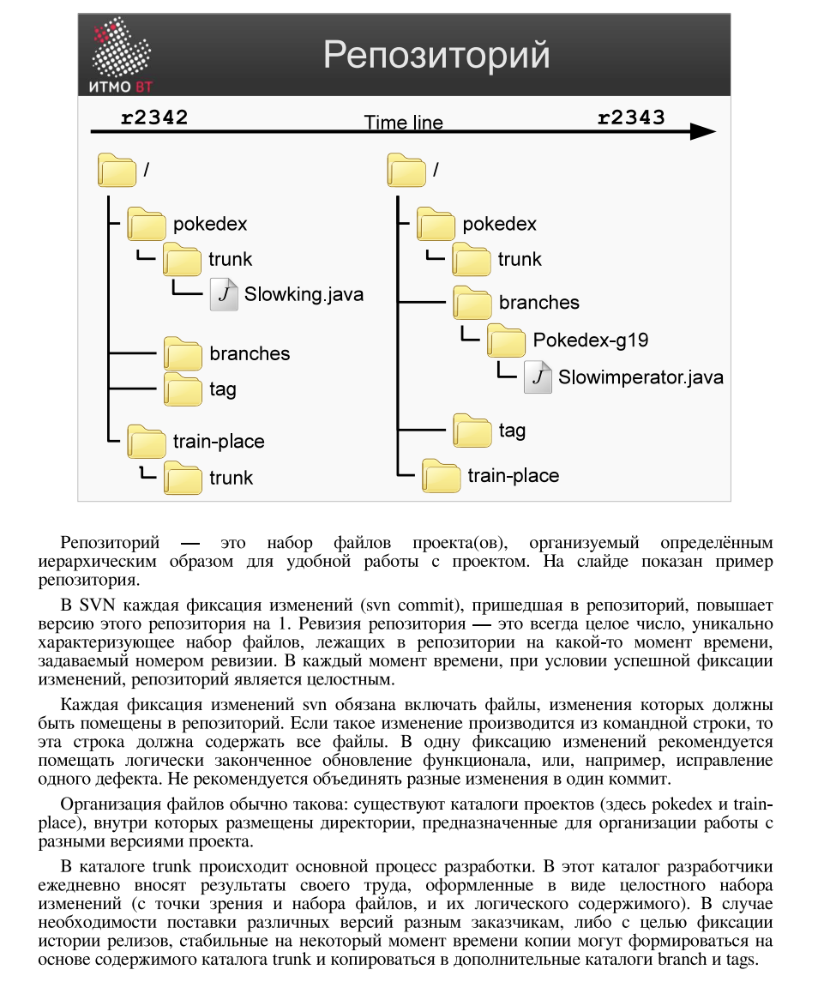 ИТМО ВТ
Репозиторий
r2342 Time line r2343
/
pokedex
trunk
J Slowking.java
branches
tag
train-place
trunk
/
pokedex
trunk
branches
Pokedex-g19
J Slowimperator.java
tag
train-place
Репозиторий — это набор файлов проекта(ов), организуемый определённым
иерархическим образом для удобной работы с проектом. На слайде показан пример
репозитория.
В SVN каждая фиксация изменений (svn commit), пришедшая в репозиторий, повышает
версию этого репозитория на 1. Ревизия репозитория — это всегда целое число, уникально
характеризующее набор файлов, лежащих в репозитории на какой-то момент времени,
задаваемый номером ревизии. В каждый момент времени, при условии успешной фиксации
изменений, репозиторий является целостным.
Каждая фиксация изменений svn обязана включать файлы, изменения которых должны
быть помещены в репозиторий. Если такое изменение производится из командной строки, то
эта строка должна содержать все файлы. В одну фиксацию изменений рекомендуется
помещать логически законченное обновление функционала, или, например, исправление
одного дефекта. Не рекомендуется объединять разные изменения в один коммит.
Организация файлов обычно такова: существуют каталоги проектов (здесь pokedex и train-
place), внутри которых размещены директории, предназначенные для организации работы с
разными версиями проекта.
В каталоге trunk происходит основной процесс разработки. В этот каталог разработчики
ежедневно вносят результаты своего труда, оформленные в виде целостного набора
изменений (с точки зрения и набора файлов, и их логического содержимого). В случае
необходимости поставки различных версий разным заказчикам, либо с целью фиксации
истории релизов, стабильные на некоторый момент времени копии могут формироваться на
основе содержимого каталога trunk и копироваться в дополнительные каталоги branch и tags.